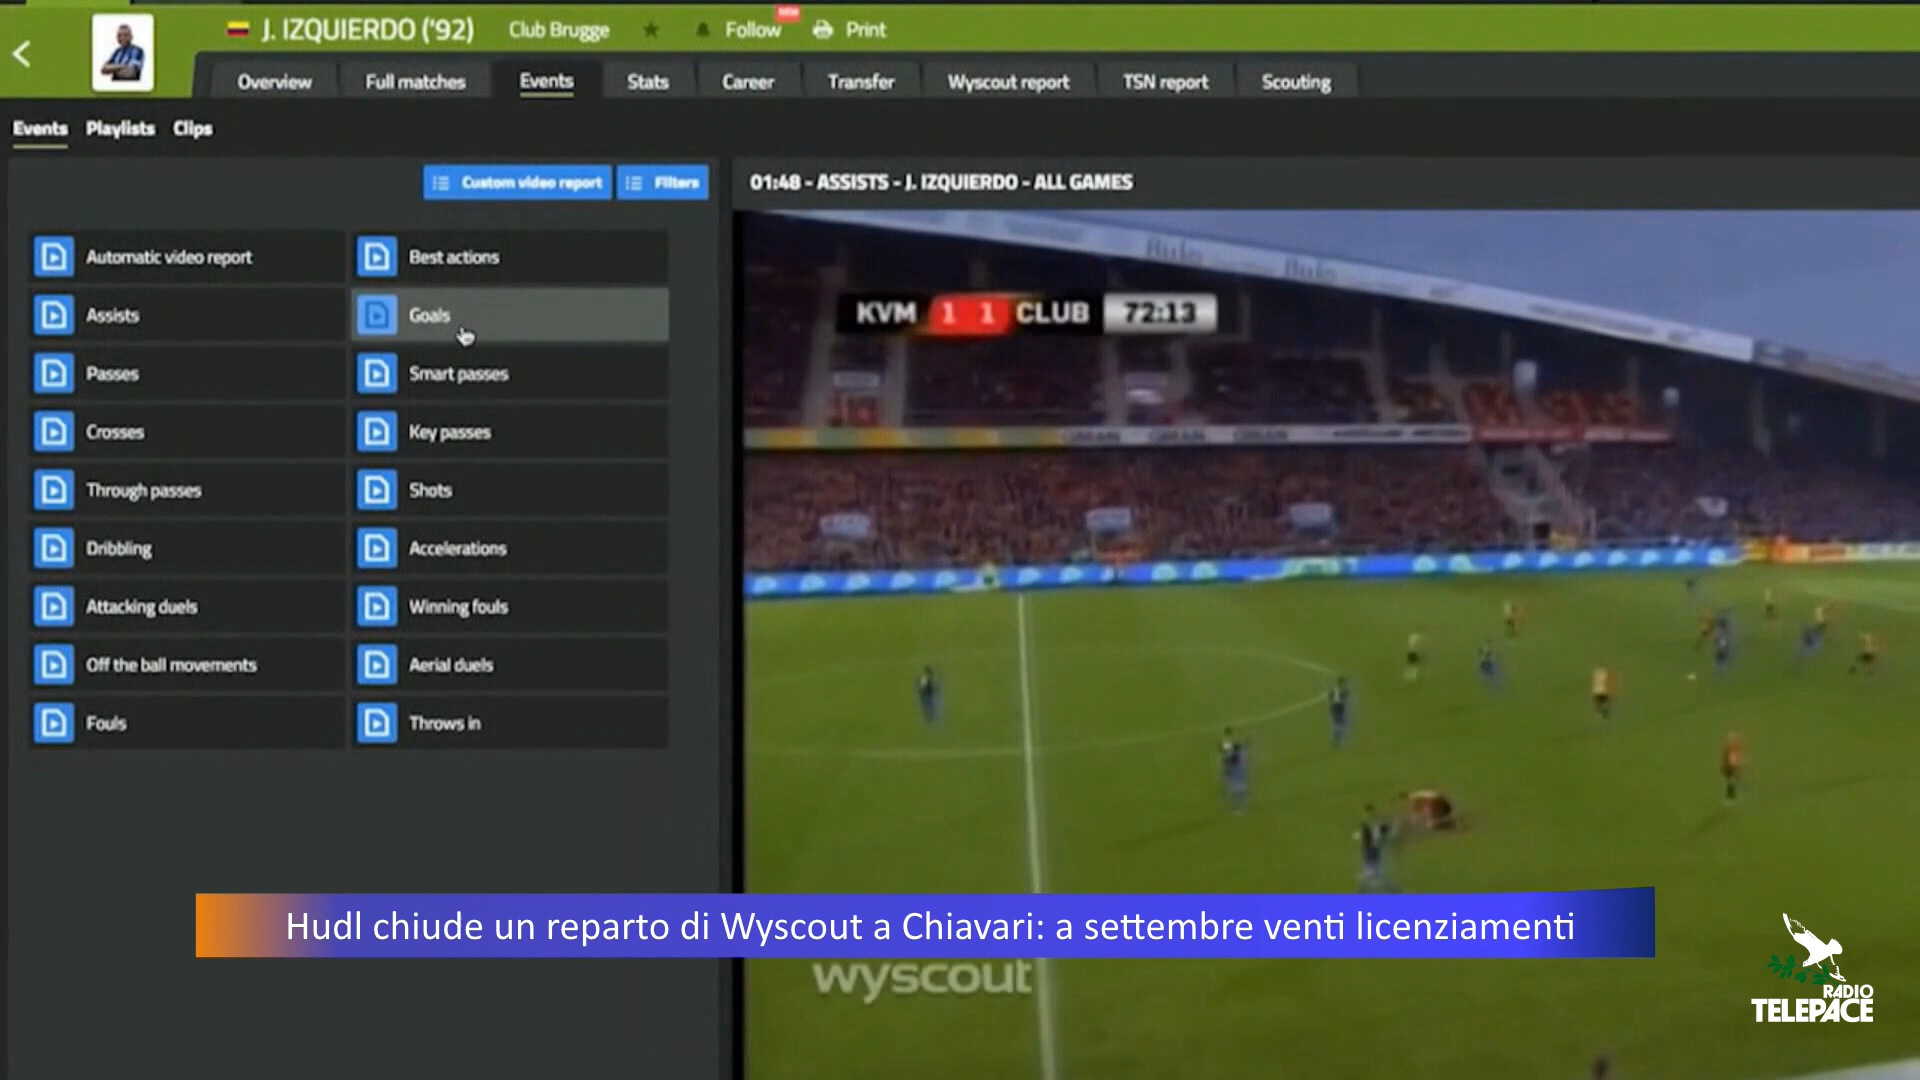 J. IZQUIERDO ('92)
Club Brugge
Follow
new
Print
Overview
Full matches
Events
Stats
Career
Transfer
Wyscout report
TSN report
Scouting
Events
Playlists
Clips
Custom video report
Filters
01:48 - ASSISTS - J. IZQUIERDO - ALL GAMES
Automatic video report
Best actions
Assists
Goals
Passes
Smart passes
Crosses
Key passes
Through passes
Shots
Dribbling
Accelerations
Attacking duels
Winning fouls
Off the ball movements
Aerial duels
Fouls
Throws in
KVM 1 1 CLUB 72:13
Hudl chiude un reparto di Wyscout a Chiavari: a settembre venti licenziamenti
wyscout
RADIO
TELEPACE